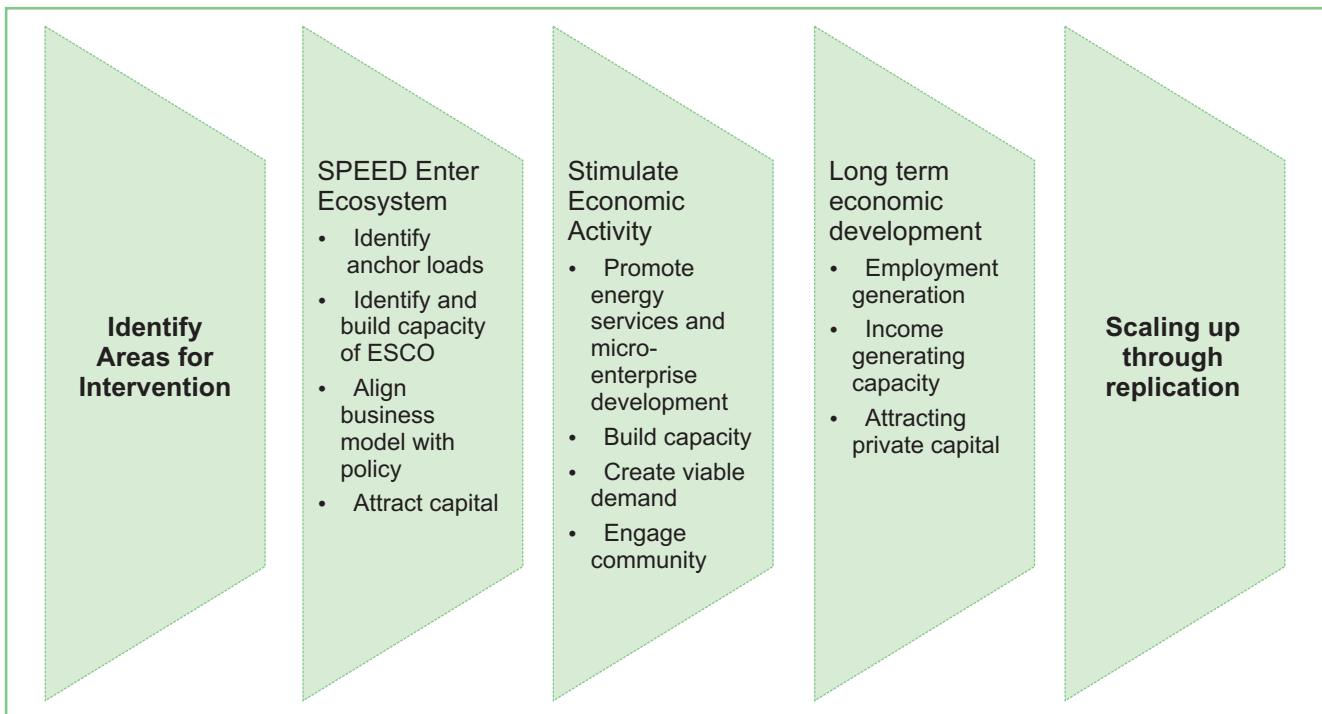 Identify
Areas for
Intervention
SPEED Enter
Ecosystem
• Identify
anchor loads
• Identify and
build capacity
of ESCO
• Align
business
model with
policy
• Attract capital
Stimulate
Economic
Activity
• Promote
energy
services and
micro-
enterprise
development
• Build capacity
• Create viable
demand
• Engage
community
Long term
economic
development
• Employment
generation
• Income
generating
capacity
• Attracting
private capital
Scaling up
through
replication